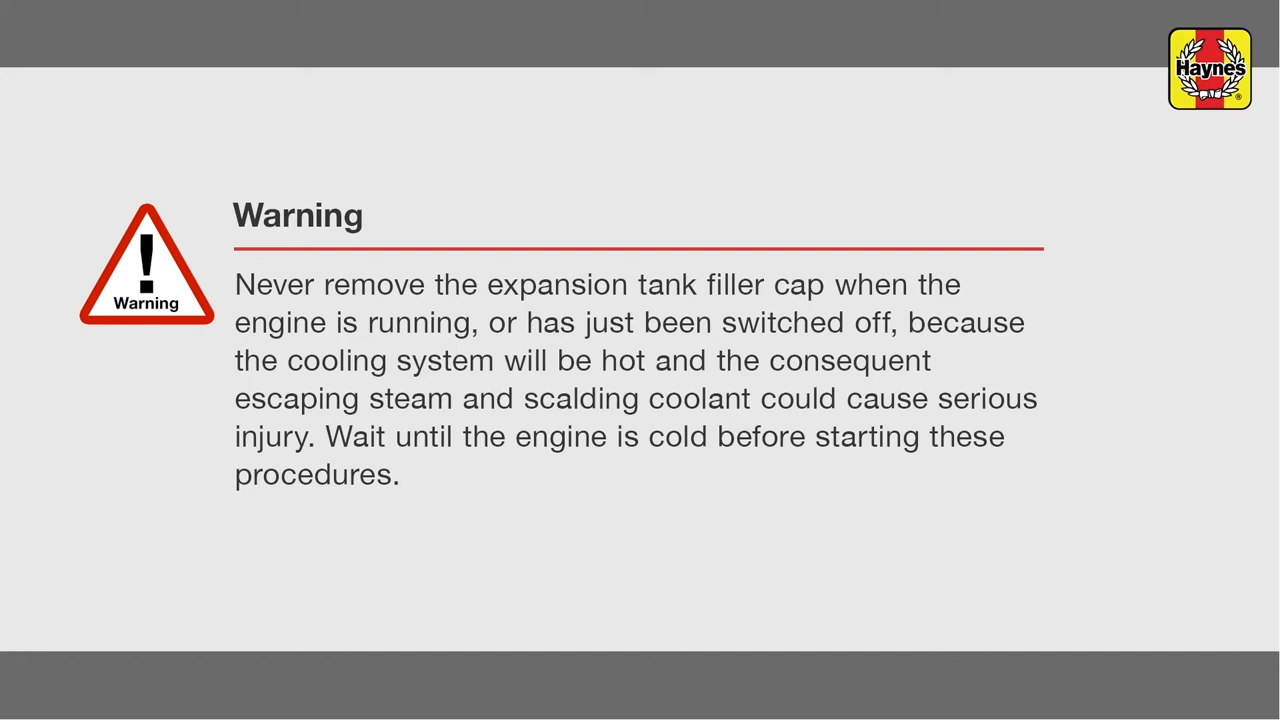 Haynes
Warning
Warning
Never remove the expansion tank filler cap when the
engine is running, or has just been switched off, because
the cooling system will be hot and the consequent
escaping steam and scalding coolant could cause serious
injury. Wait until the engine is cold before starting these
procedures.